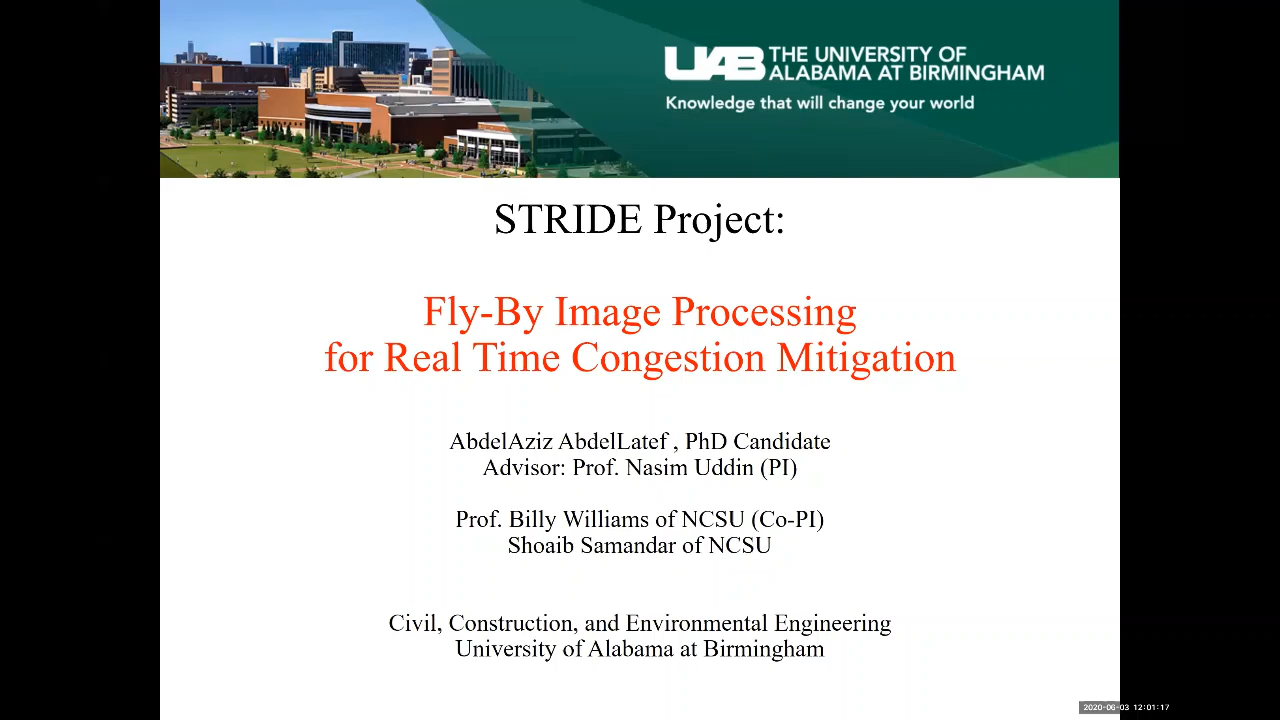 UAB THE UNIVERSITY OF
ALABAMA AT BIRMINGHAM
Knowledge that will change your world
STRIDE Project:
Fly-By Image Processing
for Real Time Congestion Mitigation
AbdelAziz AbdelLatef , PhD Candidate
Advisor: Prof. Nasim Uddin (PI)
Prof. Billy Williams of NCSU (Co-PI)
Shoaib Samandar of NCSU
Civil, Construction, and Environmental Engineering
University of Alabama at Birmingham
2020-06-03 12:01:17